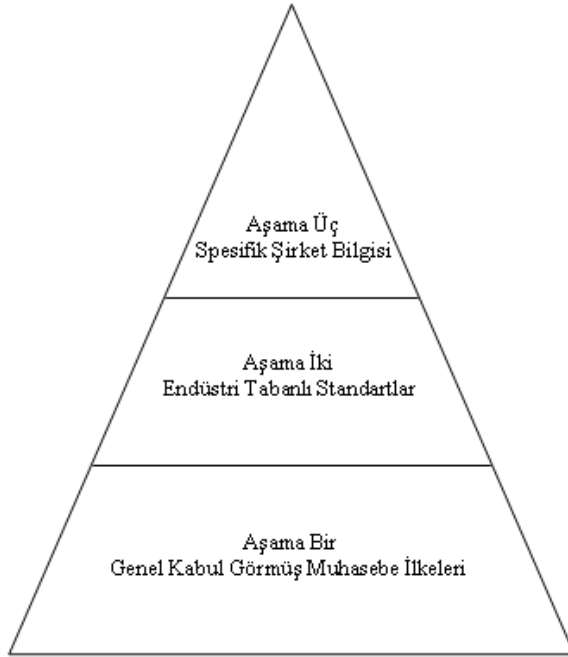 Aşama Üç
Spesifik Şirket Bilgisi
Aşama İki
Endüstri Tabanlı Standartlar
Aşama Bir
Genel Kabul Görmüş Muhasebe İlkeleri